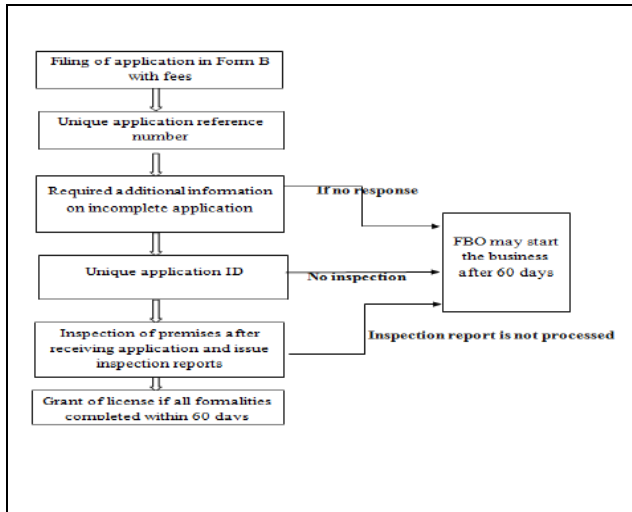 Filing of application in Form B
with fees
Unique application reference
number
Required additional information
on incomplete application
If no response
FBO may start
the business
after 60 days
Unique application ID
No inspection
Inspection of premises after
receiving application and issue
inspection reports
Inspection report is not processed
Grant of license if all formalities
completed within 60 days